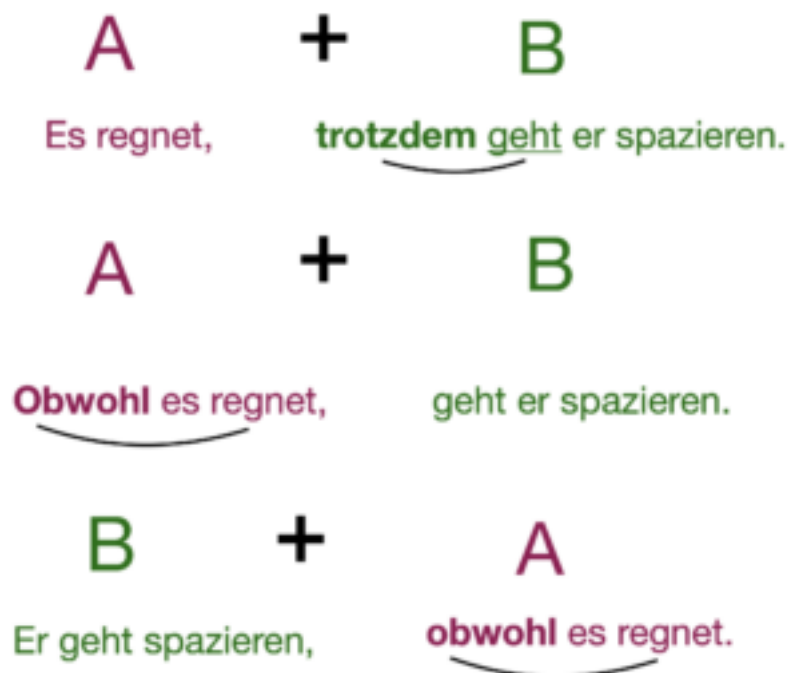 A + B
Es regnet, trotzdem geht er spazieren.
A + B
Obwohl es regnet, geht er spazieren.
B + A
Er geht spazieren, obwohl es regnet.